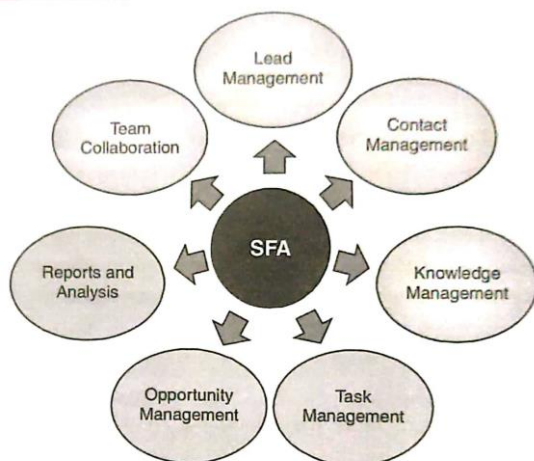 Lead
Management
Team
Collaboration
Contact
Management
SFA
Reports and
Analysis
Knowledge
Management
Opportunity
Management
Task
Management